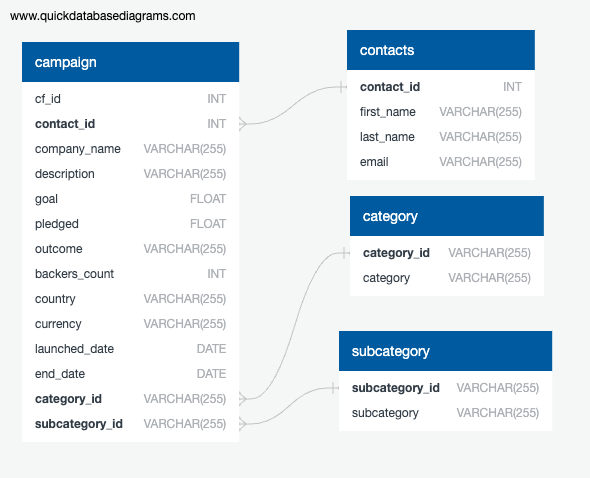 www.quickdatabasediagrams.com
campaign
cf_id INT
contact_id INT
company_name VARCHAR(255)
description VARCHAR(255)
goal FLOAT
pledged FLOAT
outcome VARCHAR(255)
backers_count INT
country VARCHAR(255)
currency VARCHAR(255)
launched_date DATE
end_date DATE
category_id VARCHAR(255)
subcategory_id VARCHAR(255)
contacts
contact_id INT
first_name VARCHAR(255)
last_name VARCHAR(255)
email VARCHAR(255)
category
category_id VARCHAR(255)
category VARCHAR(255)
subcategory
subcategory_id VARCHAR(255)
subcategory VARCHAR(255)